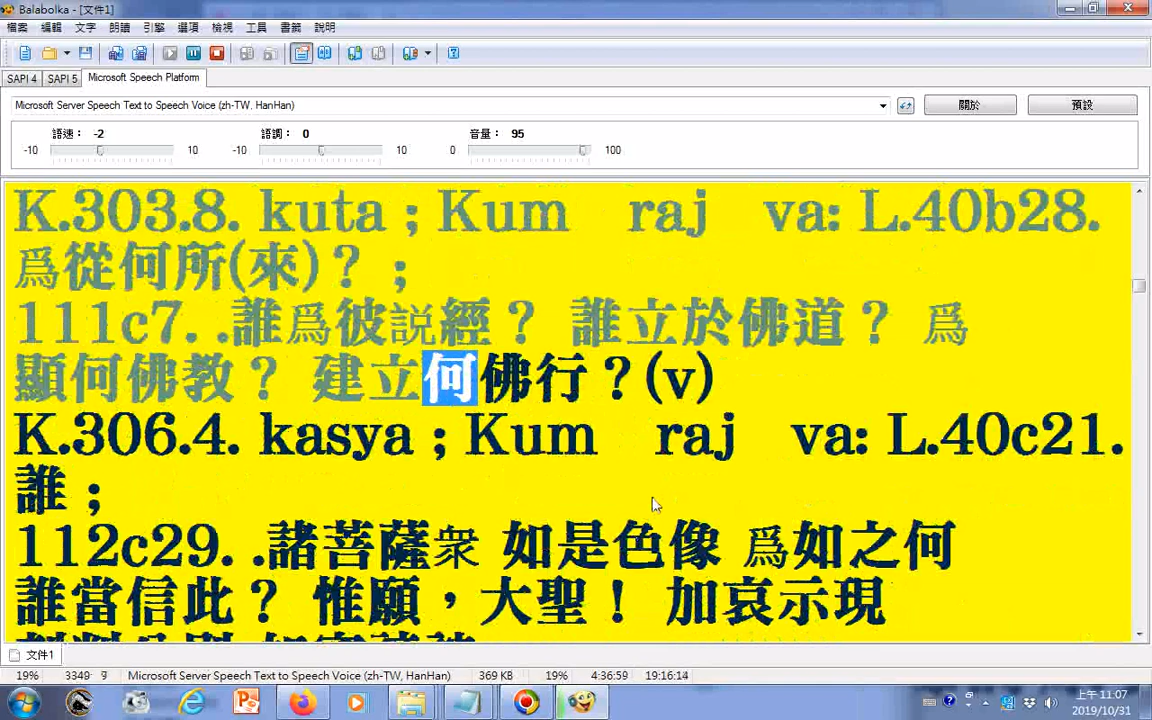 Balabolka - [文件1]
檔案 編輯 文字 朗讀 引擎 選項 檢視 工具 書籤 說明
SAPI 4 SAPI 5 Microsoft Speech Platform
Microsoft Server Speech Text to Speech Voice (zh-TW, HanHan) 關於 預設
語速： -2 語調： 0 音量： 95
-10 10 -10 10 0 100
K.303.8. kuta ; Kum raj va: L.40b28.
爲從何所(來)？ ;
111c7. .誰爲彼説經？ 誰立於佛道？ 爲
顯何佛教？ 建立何佛行？(v)
K.306.4. kasya ; Kum raj va: L.40c21.
誰 ;
112c29. .諸菩薩衆 如是色像 爲如之何
誰當信此？ 惟願，大聖！ 加哀示現
文件1
19% 3349 Microsoft Server Speech Text to Speech Voice (zh-TW, HanHan) 369 KB 19% 4:36:59 19:16:14
上午 11:07
2019/10/31